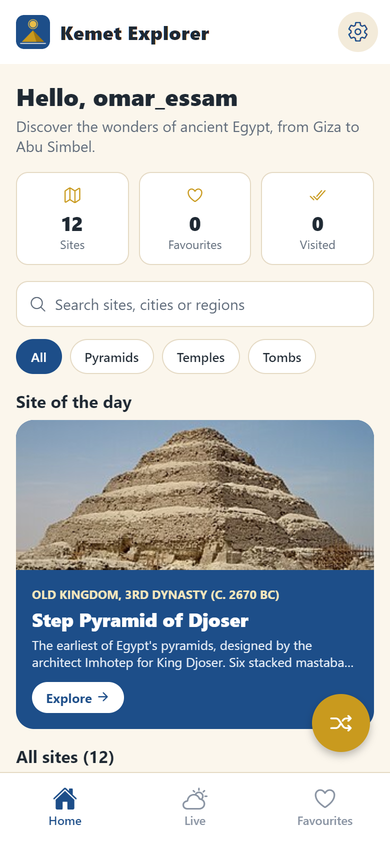 Kemet Explorer
Hello, omar_essam
Discover the wonders of ancient Egypt, from Giza to
Abu Simbel.
12
Sites
0
Favourites
0
Visited
Search sites, cities or regions
All
Pyramids
Temples
Tombs
Site of the day
OLD KINGDOM, 3RD DYNASTY (C. 2670 BC)
Step Pyramid of Djoser
The earliest of Egypt's pyramids, designed by the
architect Imhotep for King Djoser. Six stacked mastaba...
Explore →
All sites (12)
Home
Live
Favourites